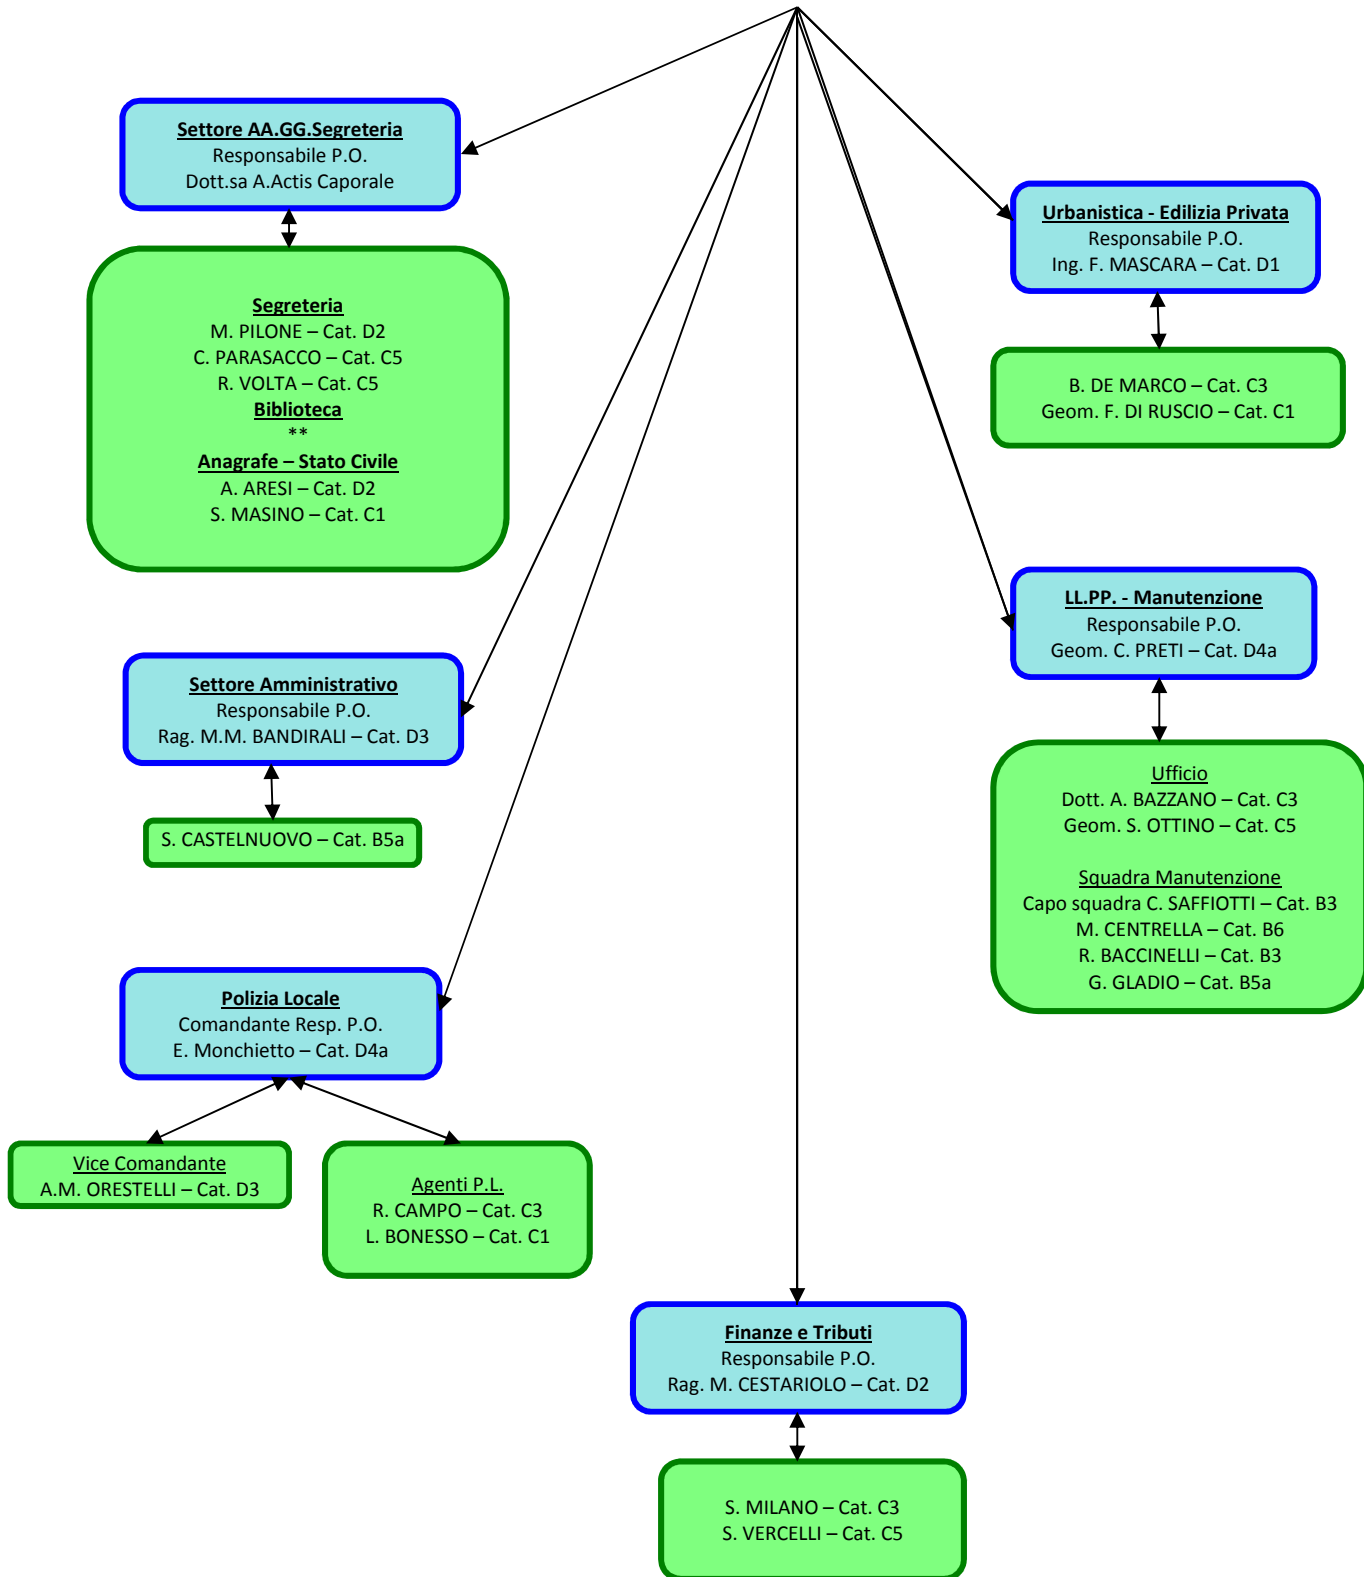 Settore AA.GG.Segreteria
Responsabile P.O.
Dott.sa A.Actis Caporale
Segreteria
M. PILONE – Cat. D2
C. PARASACCO – Cat. C5
R. VOLTA – Cat. C5
Biblioteca
**
Anagrafe – Stato Civile
A. ARESI – Cat. D2
S. MASINO – Cat. C1
Urbanistica - Edilizia Privata
Responsabile P.O.
Ing. F. MASCARA – Cat. D1
B. DE MARCO – Cat. C3
Geom. F. DI RUSCIO – Cat. C1
Settore Amministrativo
Responsabile P.O.
Rag. M.M. BANDIRALI – Cat. D3
S. CASTELNUOVO – Cat. B5a
LL.PP. - Manutenzione
Responsabile P.O.
Geom. C. PRETI – Cat. D4a
Ufficio
Dott. A. BAZZANO – Cat. C3
Geom. S. OTTINO – Cat. C5
Squadra Manutenzione
Capo squadra C. SAFFIOTTI – Cat. B3
M. CENTRELLA – Cat. B6
R. BACCINELLI – Cat. B3
G. GLADIO – Cat. B5a
Polizia Locale
Comandante Resp. P.O.
E. Monchietto – Cat. D4a
Vice Comandante
A.M. ORESTELLI – Cat. D3
Agenti P.L.
R. CAMPO – Cat. C3
L. BONESSO – Cat. C1
Finanze e Tributi
Responsabile P.O.
Rag. M. CESTARIOLO – Cat. D2
S. MILANO – Cat. C3
S. VERCELLI – Cat. C5